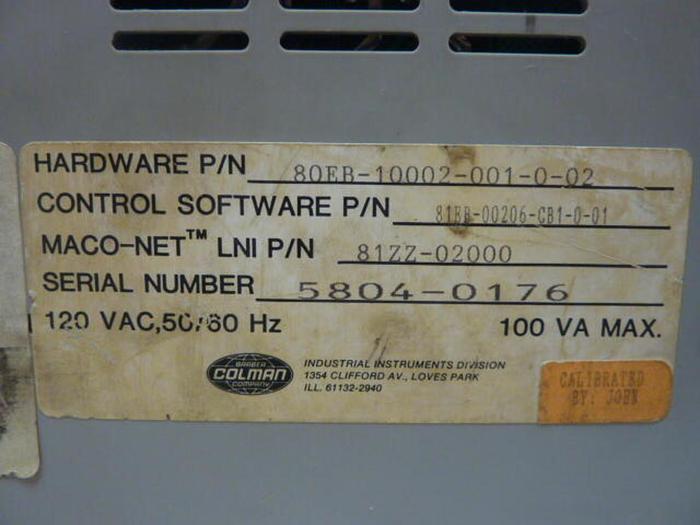 HARDWARE P/N 80EB-10002-001-0-02
CONTROL SOFTWARE P/N 81EB-00206-CB1-0-01
MACO-NET™ LNI P/N 81ZZ-02000
SERIAL NUMBER 5804-0176
120 VAC,50/60 Hz 100 VA MAX.
BARBER
COLMAN
COMPANY
INDUSTRIAL INSTRUMENTS DIVISION
1354 CLIFFORD AV., LOVES PARK
ILL. 61132-2940
CALIBRATED
BY: JOHN